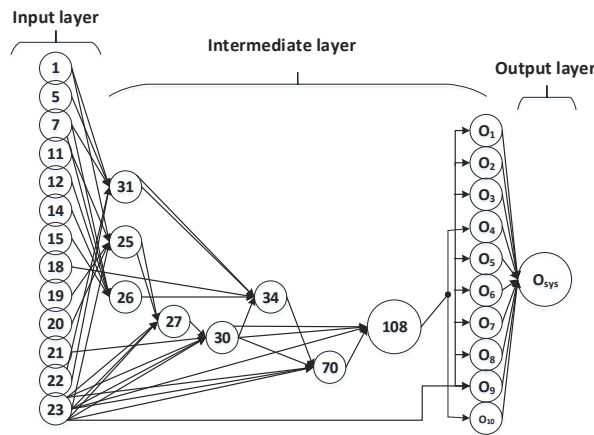 Input layer
Intermediate layer
Output layer
1
5
7
11
12
14
15
18
19
20
21
22
23
31
25
26
27
30
34
70
108
O1
O2
O3
O4
O5
O6
O7
O8
O9
O10
Osys